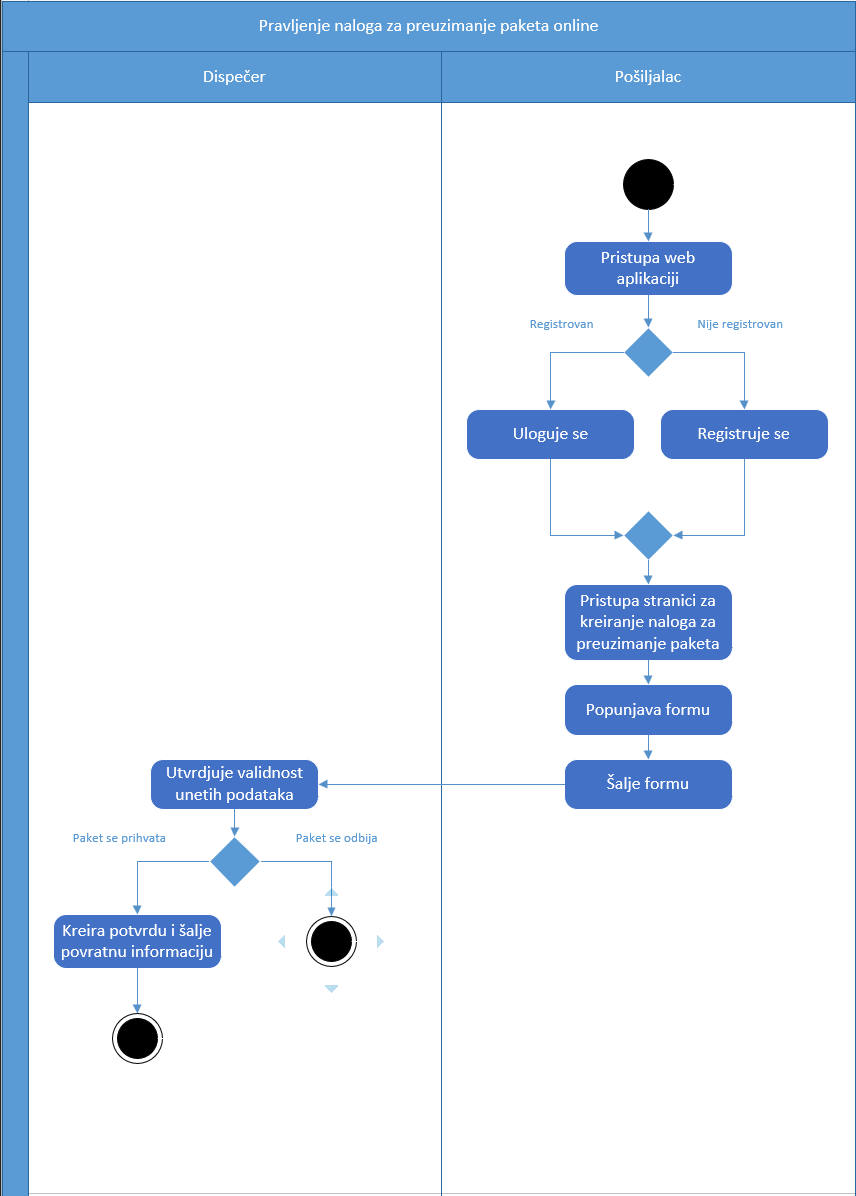 Pravljenje naloga za preuzimanje paketa online
Dispečer
Pošiljalac
Pristupa web
aplikaciji
Registrovan
Nije registrovan
Uloguje se
Registruje se
Pristupa stranici za
kreiranje naloga za
preuzimanje paketa
Popunjava formu
Šalje formu
Utvrdjuje validnost
unetih podataka
Paket se prihvata
Paket se odbija
Kreira potvrdu i šalje
povratnu informaciju